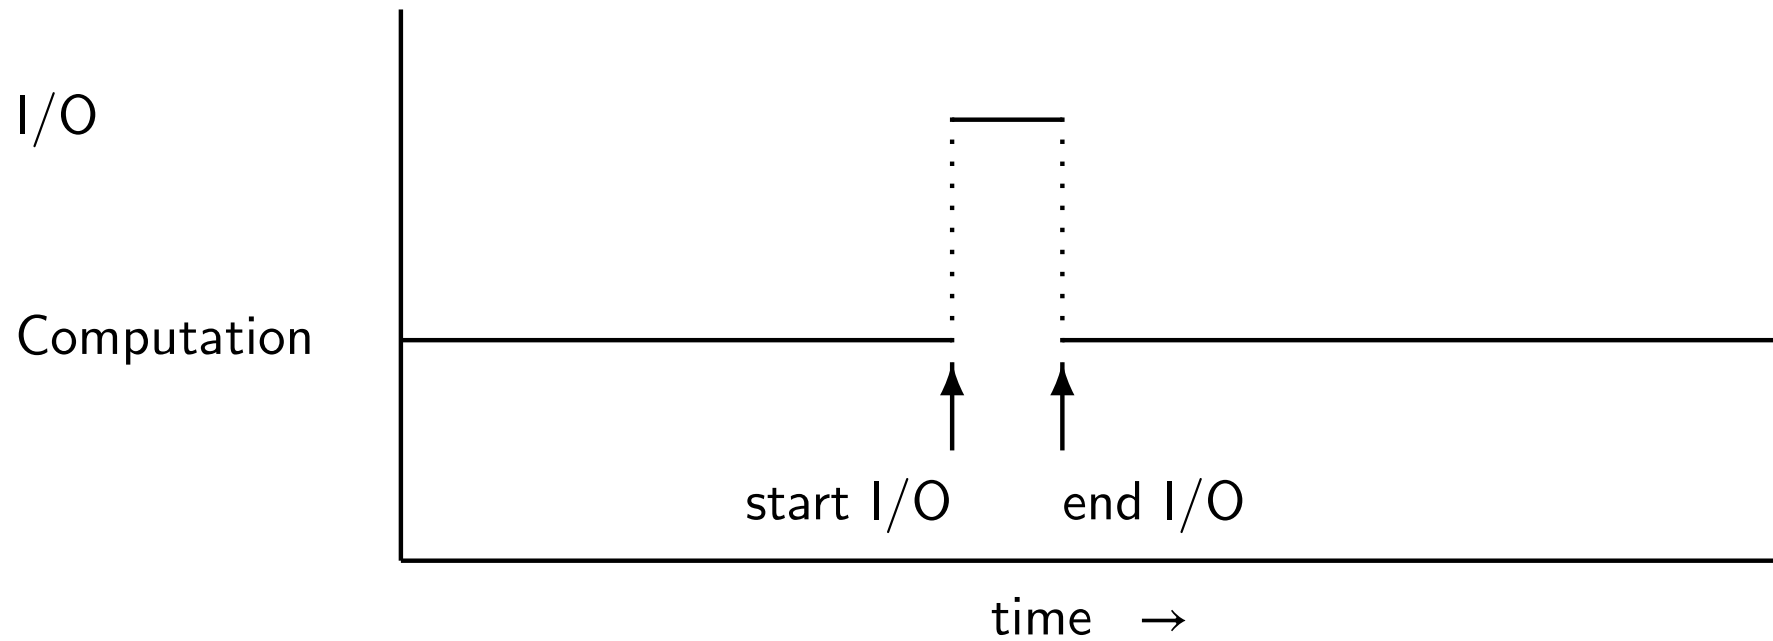 I/O
Computation
start I/O
end I/O
time →